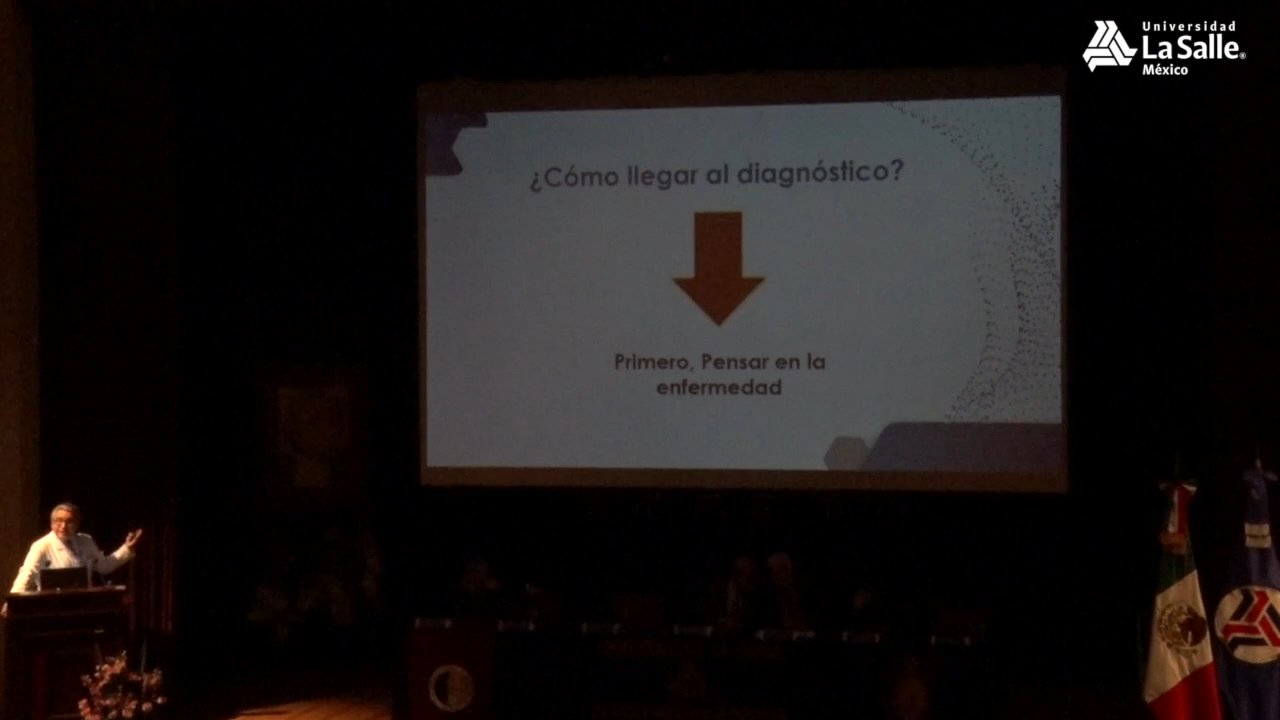 Universidad
La Salle®
México
¿Cómo llegar al diagnóstico?
Primero, Pensar en la
enfermedad